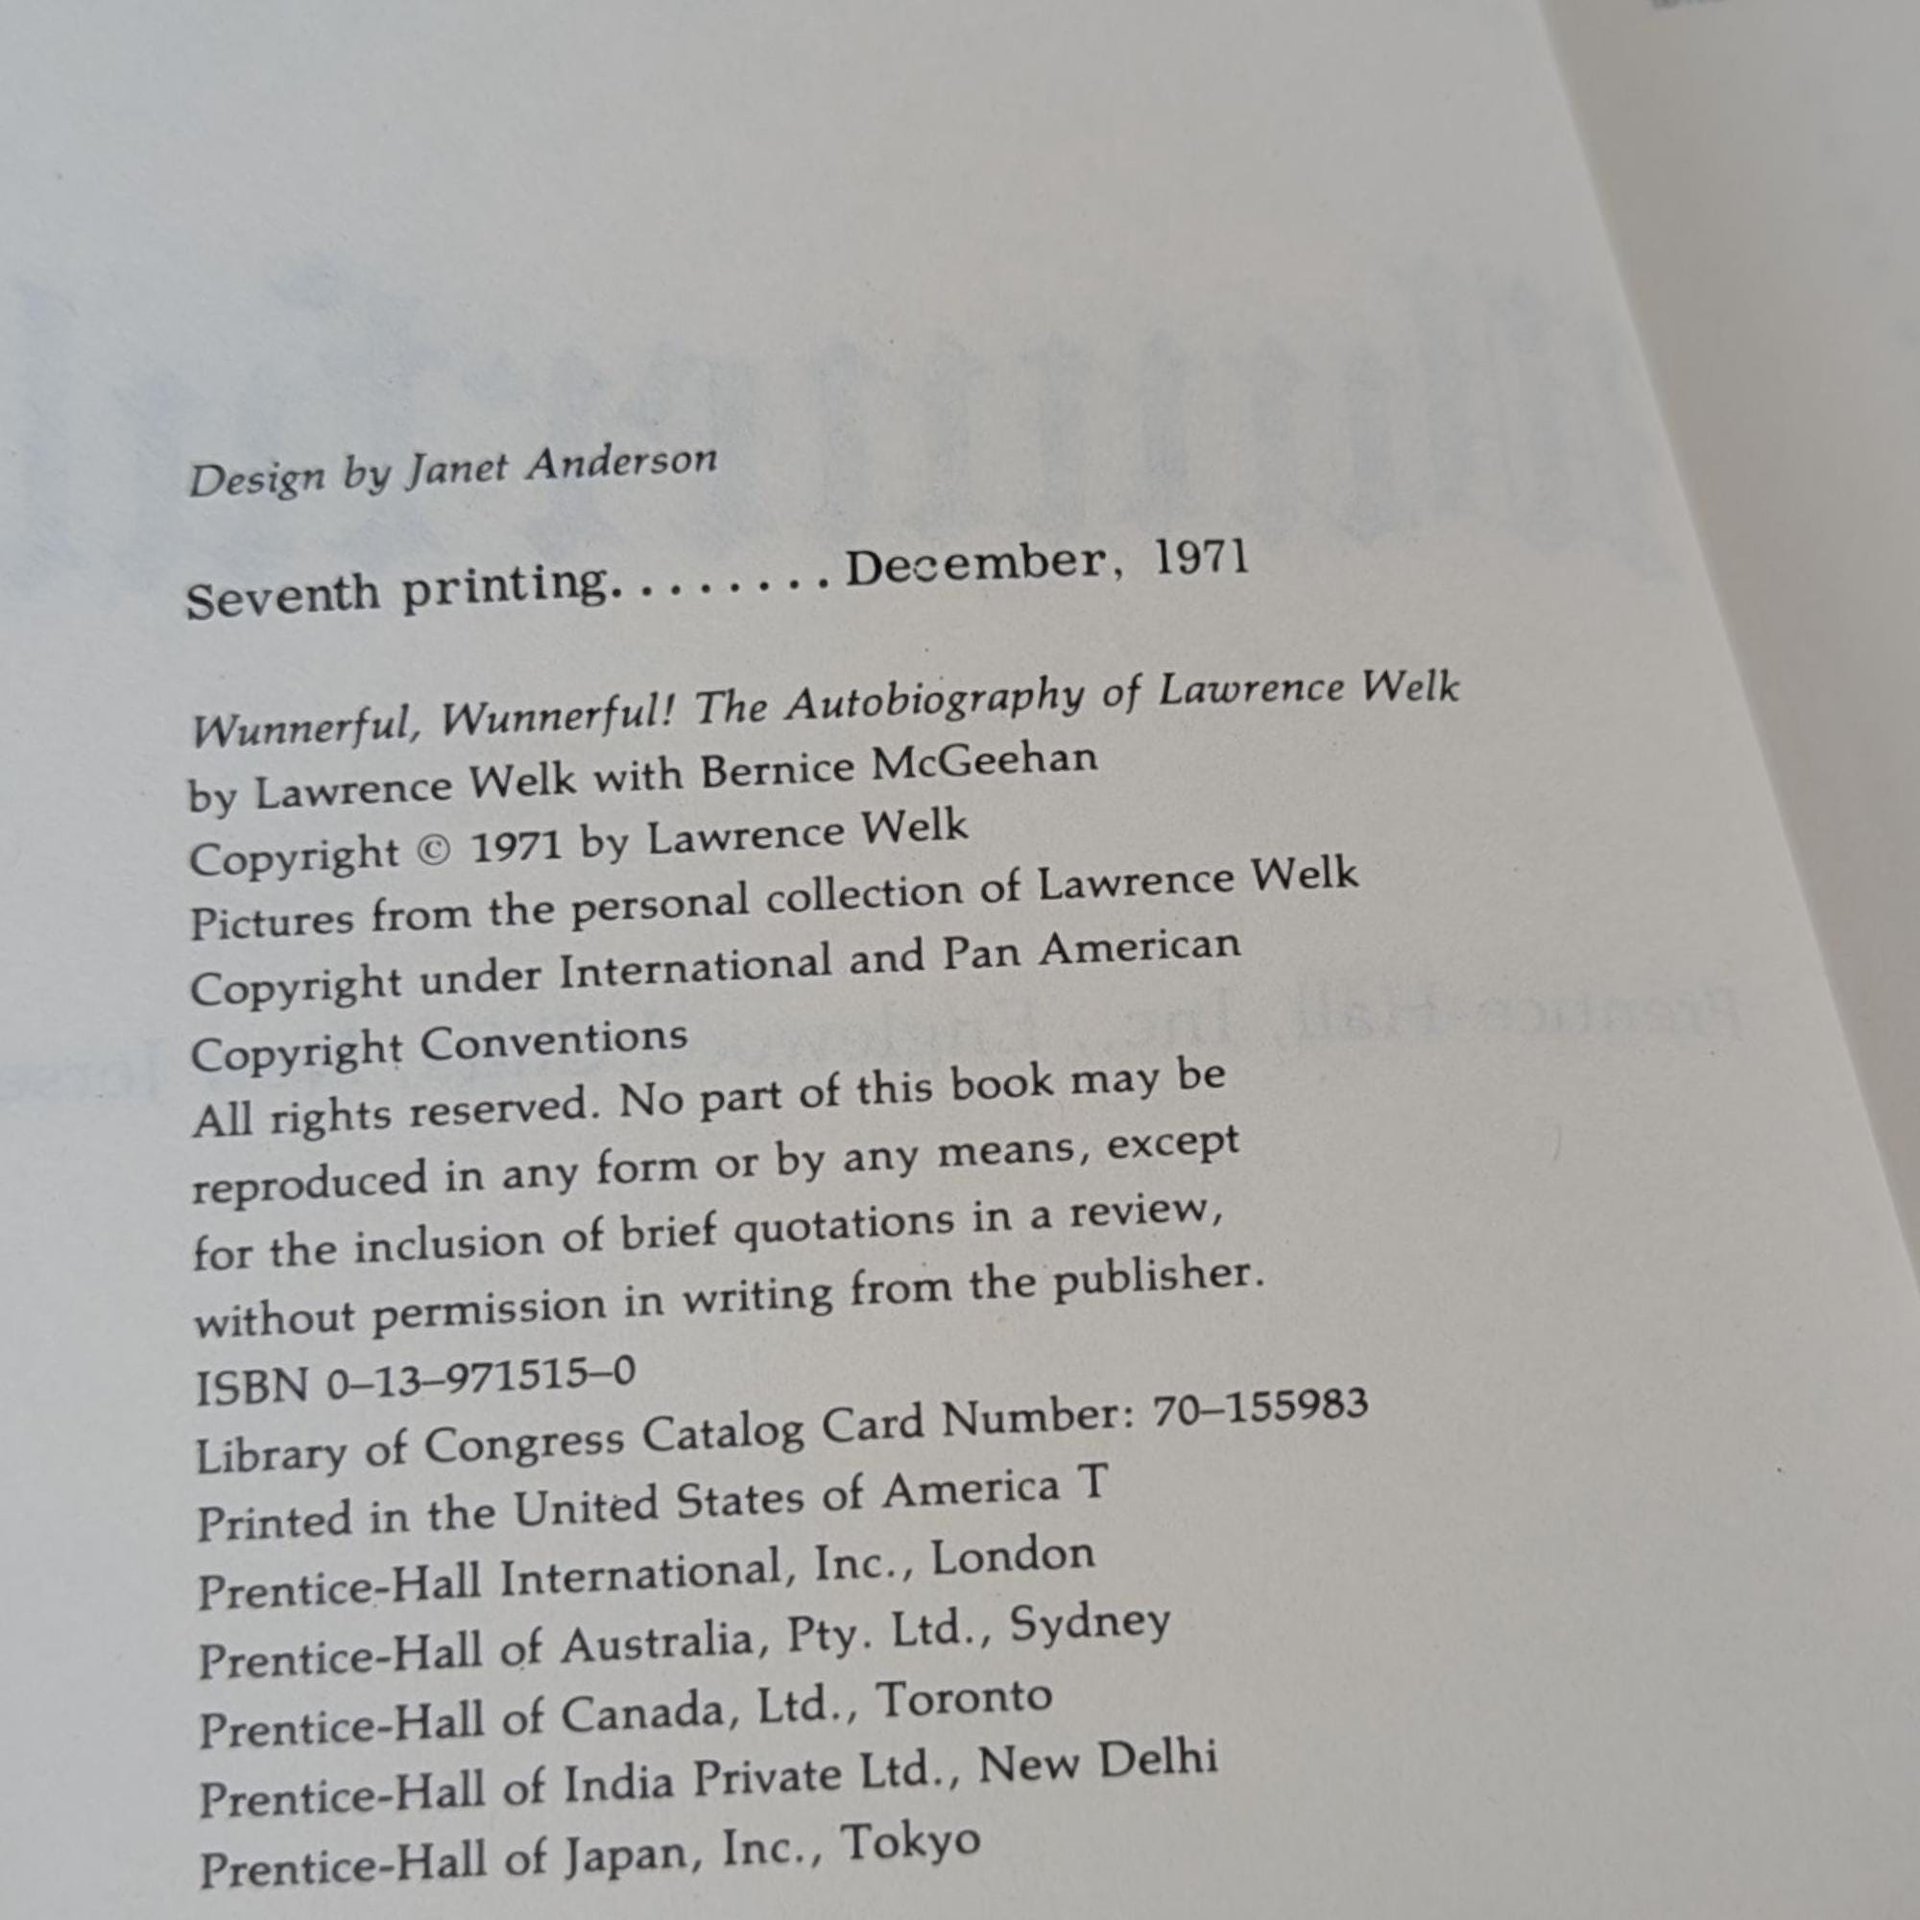 Design by Janet Anderson
Seventh printing........December, 1971
Wunnerful, Wunnerful! The Autobiography of Lawrence Welk
by Lawrence Welk with Bernice McGeehan
Copyright © 1971 by Lawrence Welk
Pictures from the personal collection of Lawrence Welk
Copyright under International and Pan American
Copyright Conventions
All rights reserved. No part of this book may be
reproduced in any form or by any means, except
for the inclusion of brief quotations in a review,
without permission in writing from the publisher.
ISBN 0–13–971515–0
Library of Congress Catalog Card Number: 70–155983
Printed in the United States of America T
Prentice-Hall International, Inc., London
Prentice-Hall of Australia, Pty. Ltd., Sydney
Prentice-Hall of Canada, Ltd., Toronto
Prentice-Hall of India Private Ltd., New Delhi
Prentice-Hall of Japan, Inc., Tokyo